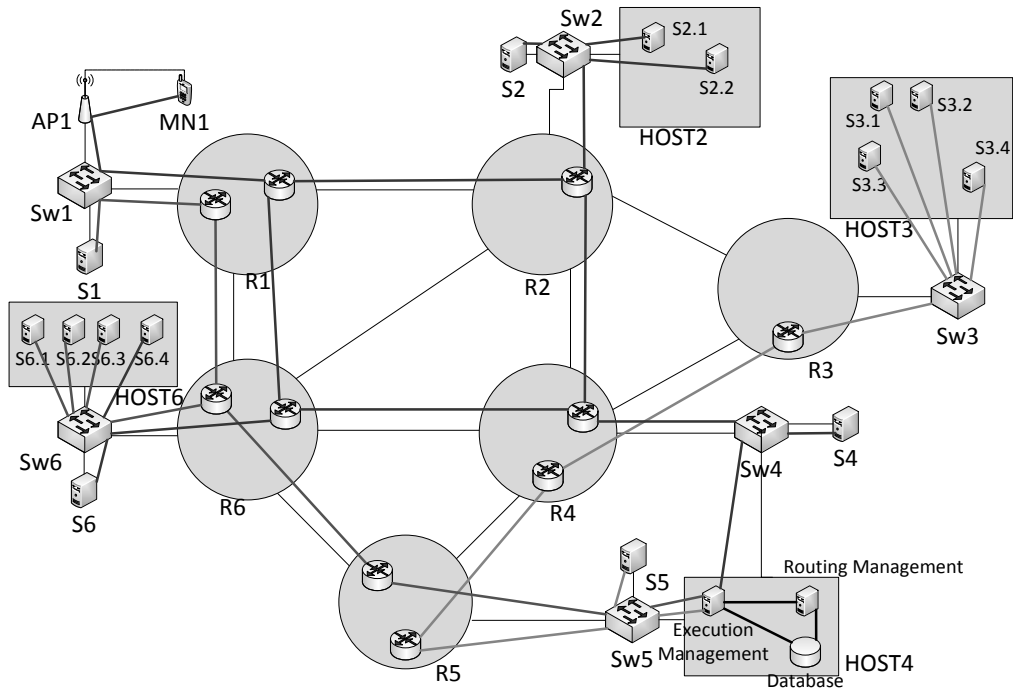 Sw2
S2.1
S2
S2.2
HOST2
AP1
MN1
S3.1
S3.2
S3.3
S3.4
HOST3
Sw1
S1
R1
R2
Sw3
R3
S6.1
S6.2
S6.3
S6.4
HOST6
Sw6
S6
R6
R4
Sw4
S4
S5
Routing Management
Sw5
Execution
Management
R5
HOST4
Database